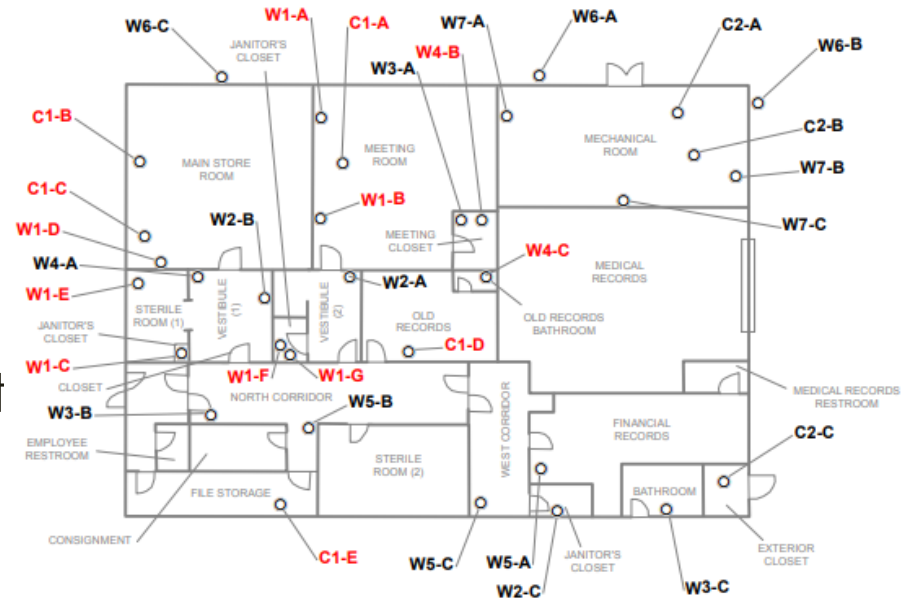 W1-A
C1-A
W7-A
W6-A
C2-A
W6-C
JANITOR'S
CLOSET
W4-B
W6-B
W3-A
C1-B
C2-B
MAIN STORE
ROOM
MEETING
ROOM
MECHANICAL
ROOM
W7-B
C1-C
W1-B
W2-B
W7-C
W1-D
MEETING
CLOSET
W4-C
W4-A
MEDICAL
RECORDS
W2-A
W1-E
STERILE
ROOM (1)
VESTIBULE
(1)
VESTIBULE
(2)
OLD
RECORDS
OLD RECORDS
BATHROOM
JANITOR'S
CLOSET
C1-D
W1-C
W1-F
W1-G
CLOSET
NORTH CORRIDOR
MEDICAL RECORDS
RESTROOM
W3-B
W5-B
WEST CORRIDOR
FINANCIAL
RECORDS
C2-C
EMPLOYEE
RESTROOM
STERILE
ROOM (2)
FILE STORAGE
BATHROOM
CONSIGNMENT
C1-E
W5-C
W5-A
JANITOR'S
CLOSET
EXTERIOR
CLOSET
W2-C
W3-C